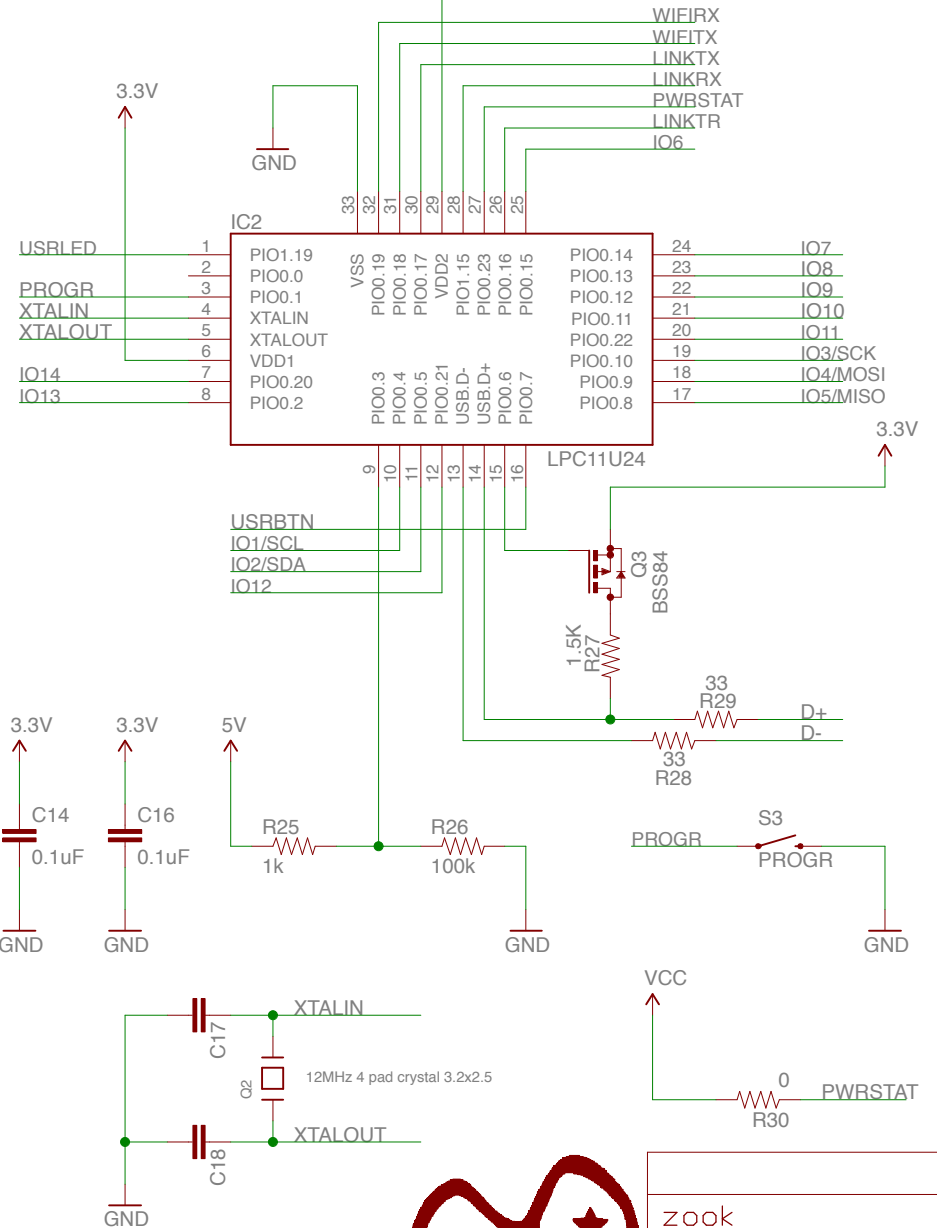 WIFIRX
WIFITX
LINKTX
LINKRX
PWRSTAT
LINKTR
IO6
3.3V
GND
33 32 31 30 29 28 27 26 25
IC2
VSS PIO0.19 PIO0.18 PIO0.17 VDD2 PIO1.15 PIO0.23 PIO0.16 PIO0.15
USRLED 1 PIO1.19 PIO0.14 24 IO7
2 PIO0.0 PIO0.13 23 IO8
PROGR 3 PIO0.1 PIO0.12 22 IO9
XTALIN 4 XTALIN PIO0.11 21 IO10
XTALOUT 5 XTALOUT PIO0.22 20 IO11
6 VDD1 PIO0.10 19 IO3/SCK
IO14 7 PIO0.20 PIO0.9 18 IO4/MOSI
IO13 8 PIO0.2 PIO0.8 17 IO5/MISO
PIO0.3 PIO0.4 PIO0.5 PIO0.21 USB.D- USB.D+ PIO0.6 PIO0.7
LPC11U24
9 10 11 12 13 14 15 16
3.3V
USRBTN
IO1/SCL
IO2/SDA
IO12
Q3
BSS84
1.5K
R27
33
R29
D+
D-
33
R28
3.3V
C14
0.1uF
GND
3.3V
C16
0.1uF
GND
5V
R25
1k
R26
100k
GND
PROGR
S3
PROGR
GND
C17
XTALIN
Q2
12MHz 4 pad crystal 3.2x2.5
C18
XTALOUT
GND
VCC
0
R30
PWRSTAT
zook